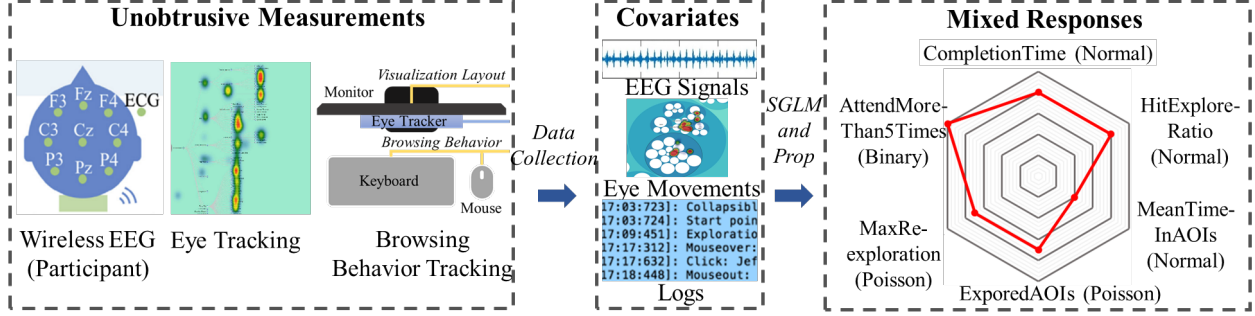 Unobtrusive Measurements
Fz
F3
F4
ECG
C3
Cz
C4
P3
Pz
P4
Wireless EEG
(Participant)
Eye Tracking
Visualization Layout
Monitor
Eye Tracker
Browsing Behavior
Keyboard
Mouse
Browsing
Behavior Tracking
Data
Collection
Covariates
EEG Signals
Eye Movements
17:03:723]: Collapsibl
17:03:724]: Start poin
17:09:451]: Exploratio
17:17:312]: Mouseover:
17:17:632]: Click: Jef
17:18:448]: Mouseout:
Logs
SGLM
and
Prop
Mixed Responses
CompletionTime (Normal)
AttendMore-
Than5Times
(Binary)
HitExplore-
Ratio
(Normal)
MaxRe-
exploration
(Poisson)
MeanTime-
InAOIs
(Normal)
ExporedAOIs (Poisson)